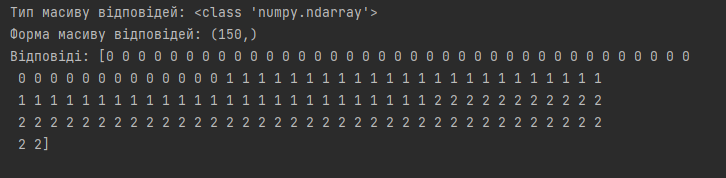 Тип масиву відповідей: <class 'numpy.ndarray'>
Форма масиву відповідей: (150,)
Відповіді: [0 0 0 0 0 0 0 0 0 0 0 0 0 0 0 0 0 0 0 0 0 0 0 0 0 0 0 0 0 0 0 0 0 0 0 0 0
0 0 0 0 0 0 0 0 0 0 0 0 0 1 1 1 1 1 1 1 1 1 1 1 1 1 1 1 1 1 1 1 1 1 1 1 1
1 1 1 1 1 1 1 1 1 1 1 1 1 1 1 1 1 1 1 1 1 1 1 1 1 1 2 2 2 2 2 2 2 2 2 2 2
2 2 2 2 2 2 2 2 2 2 2 2 2 2 2 2 2 2 2 2 2 2 2 2 2 2 2 2 2 2 2 2 2 2 2 2 2
2 2]